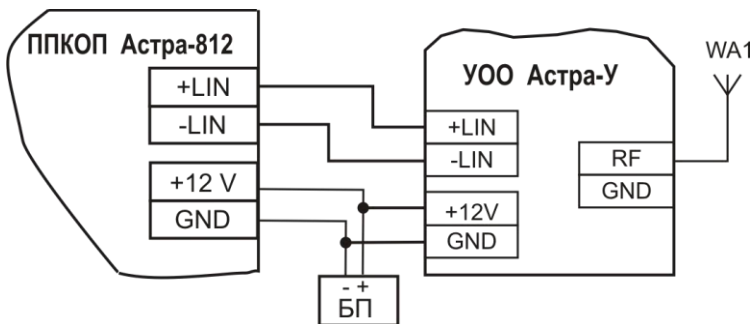 ППКОП Астра-812
+LIN
-LIN
+12 V
GND
УОО Астра-У
+LIN
-LIN
+12V
GND
RF
GND
WA1
- +
БП